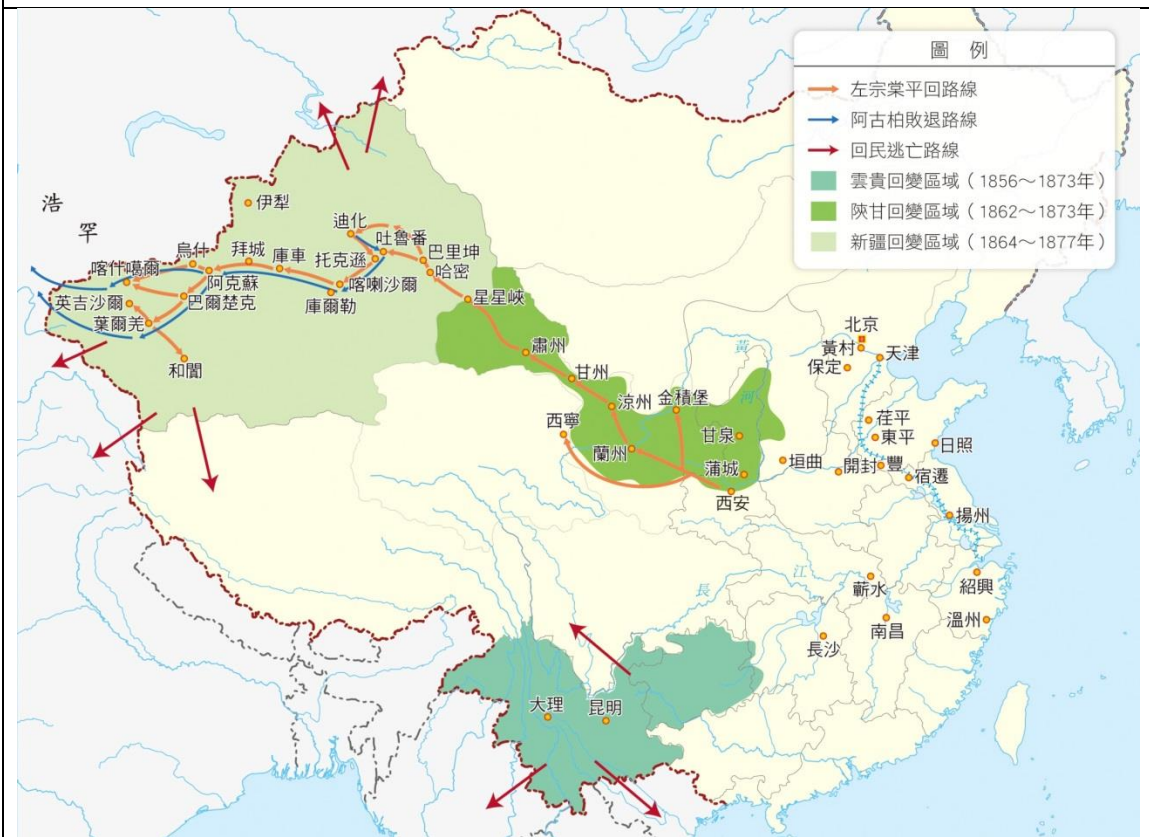 圖例
左宗棠平回路線
阿古柏敗退路線
回民逃亡路線
雲貴回變區域（1856～1873年）
陝甘回變區域（1862～1873年）
新疆回變區域（1864～1877年）
浩
罕
伊犁
迪化
吐魯番
烏什
拜城
庫車
托克遜
巴里坤
哈密
喀什噶爾
阿克蘇
喀喇沙爾
英吉沙爾
巴爾楚克
庫爾勒
星星峽
葉爾羌
和闐
肅州
甘州
涼州
金積堡
西寧
蘭州
甘泉
蒲城
西安
黃
河
北京
黃村
天津
保定
荏平
東平
日照
垣曲
開封
豐
宿遷
揚州
長
江
蘄水
紹興
南昌
溫州
長沙
大理
昆明